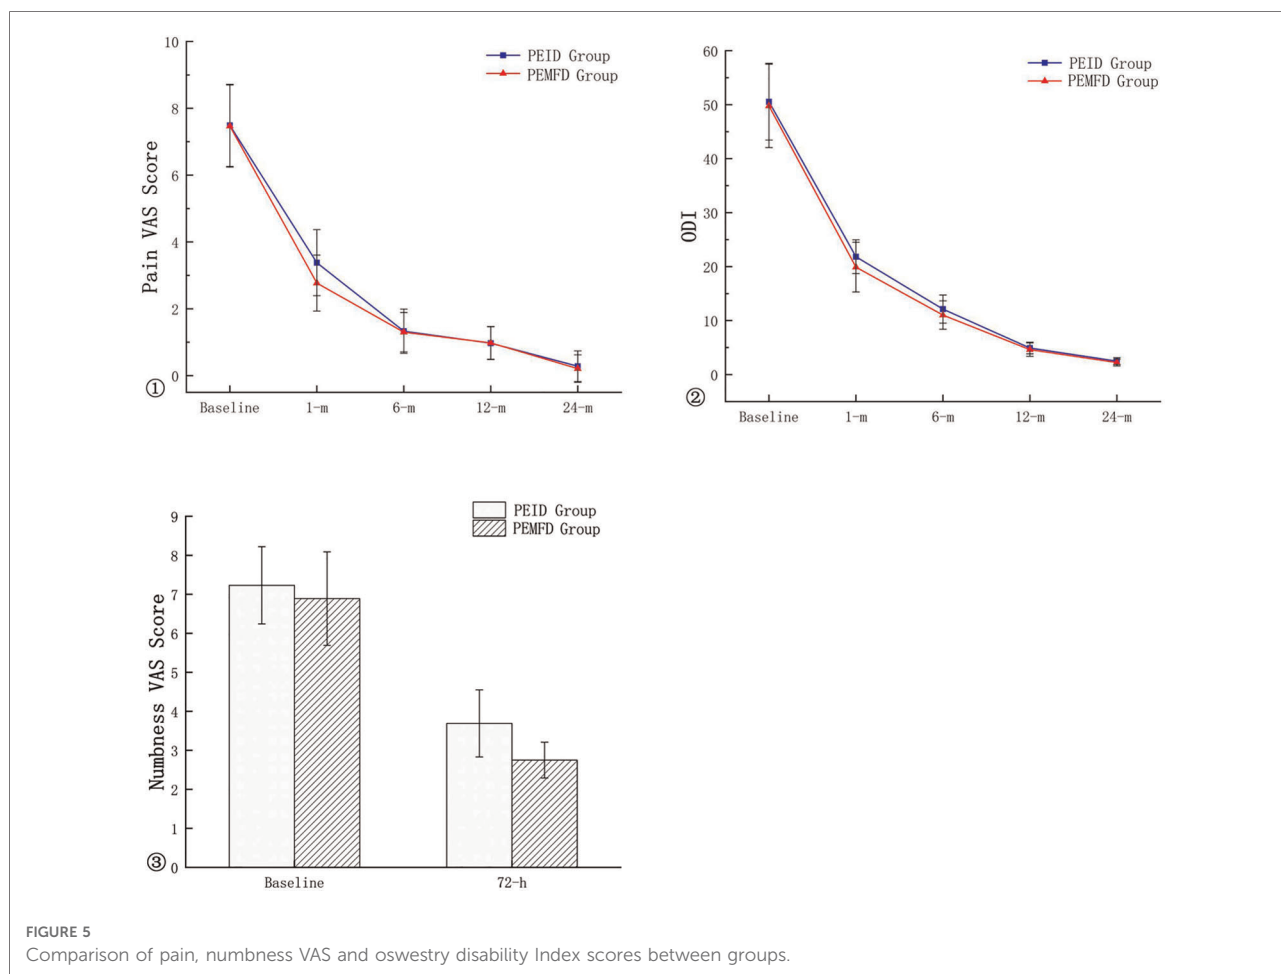 10
8
6
4
2
0
Pain VAS Score
PEID Group
PEMFD Group
①
Baseline 1-m 6-m 12-m 24-m
60
50
40
30
20
10
0
ODI
PEID Group
PEMFD Group
②
Baseline 1-m 6-m 12-m 24-m
9
8
7
6
5
4
3
2
1
0
Numbness VAS Score
PEID Group
PEMFD Group
③
Baseline 72-h
FIGURE 5
Comparison of pain, numbness VAS and oswestry disability Index scores between groups.